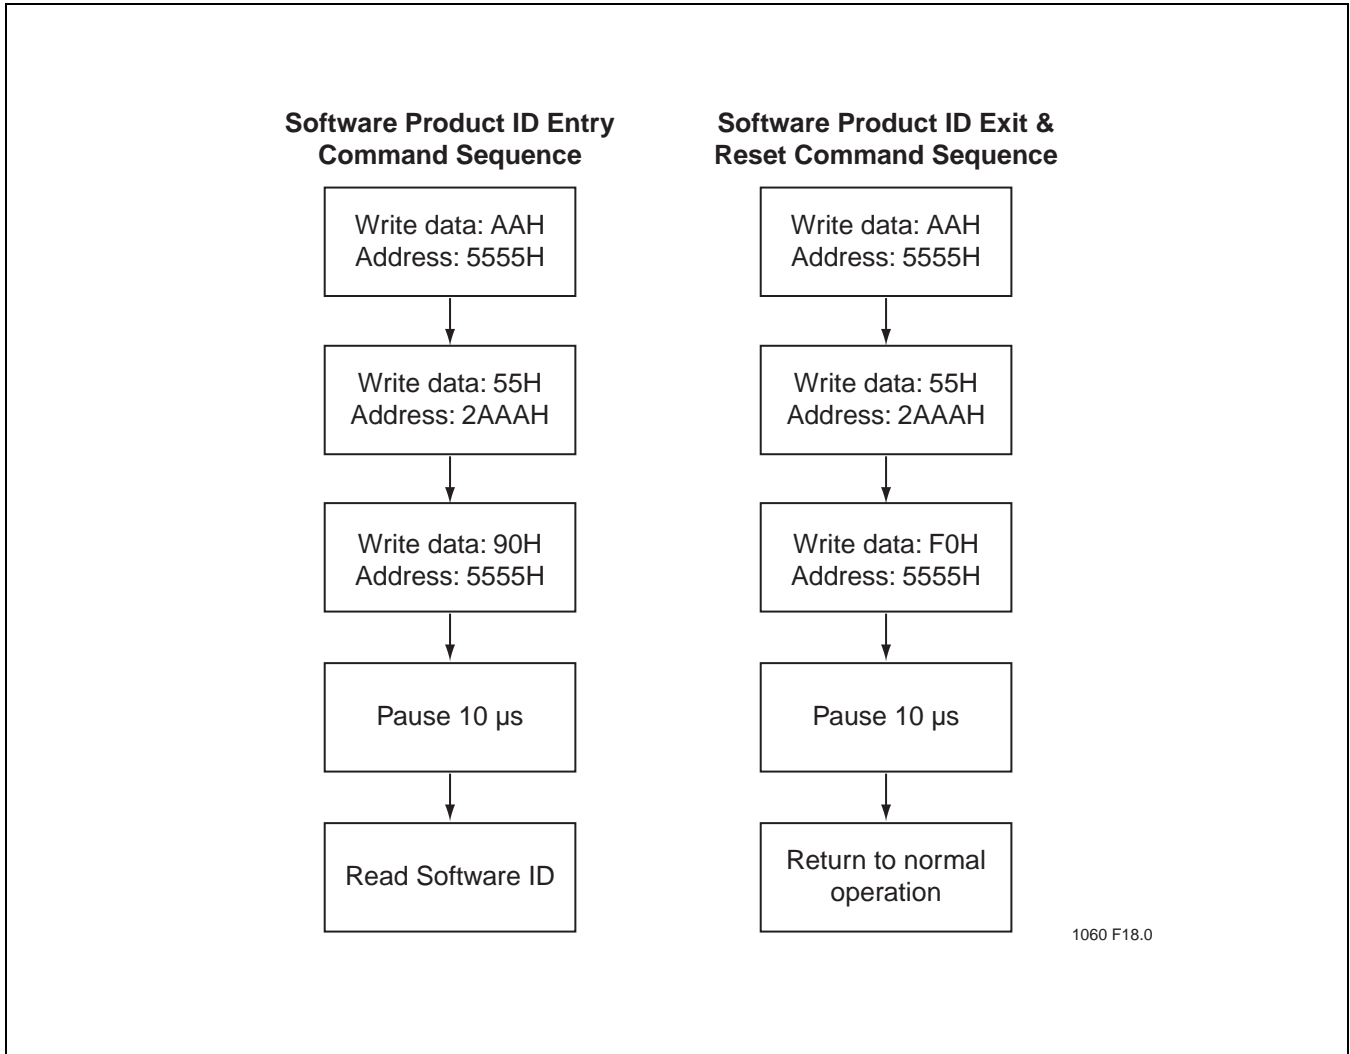 Software Product ID Entry
Command Sequence
Write data: AAH
Address: 5555H
Write data: 55H
Address: 2AAAH
Write data: 90H
Address: 5555H
Pause 10 µs
Read Software ID
Software Product ID Exit &
Reset Command Sequence
Write data: AAH
Address: 5555H
Write data: 55H
Address: 2AAAH
Write data: F0H
Address: 5555H
Pause 10 µs
Return to normal
operation
1060 F18.0